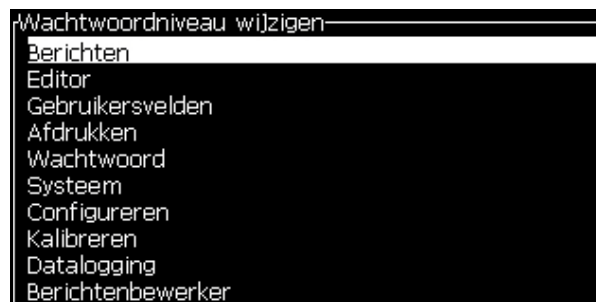 Wachtwoordniveau wijzigen
Berichten
Editor
Gebruikersvelden
Afdrukken
Wachtwoord
Systeem
Configureren
Kalibreren
Datalogging
Berichtenbewerker